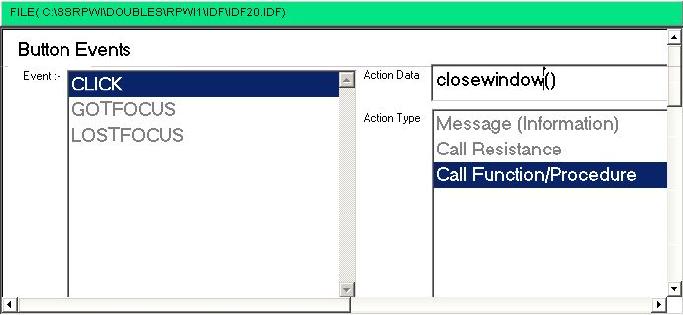 FILE( C:\SSRPWI\DOUBLES\RPWI1\IDF\IDF20.IDF)
Button Events
Event :-
CLICK
GOTFOCUS
LOSTFOCUS
Action Data
closewindow()
Action Type
Message (Information)
Call Resistance
Call Function/Procedure